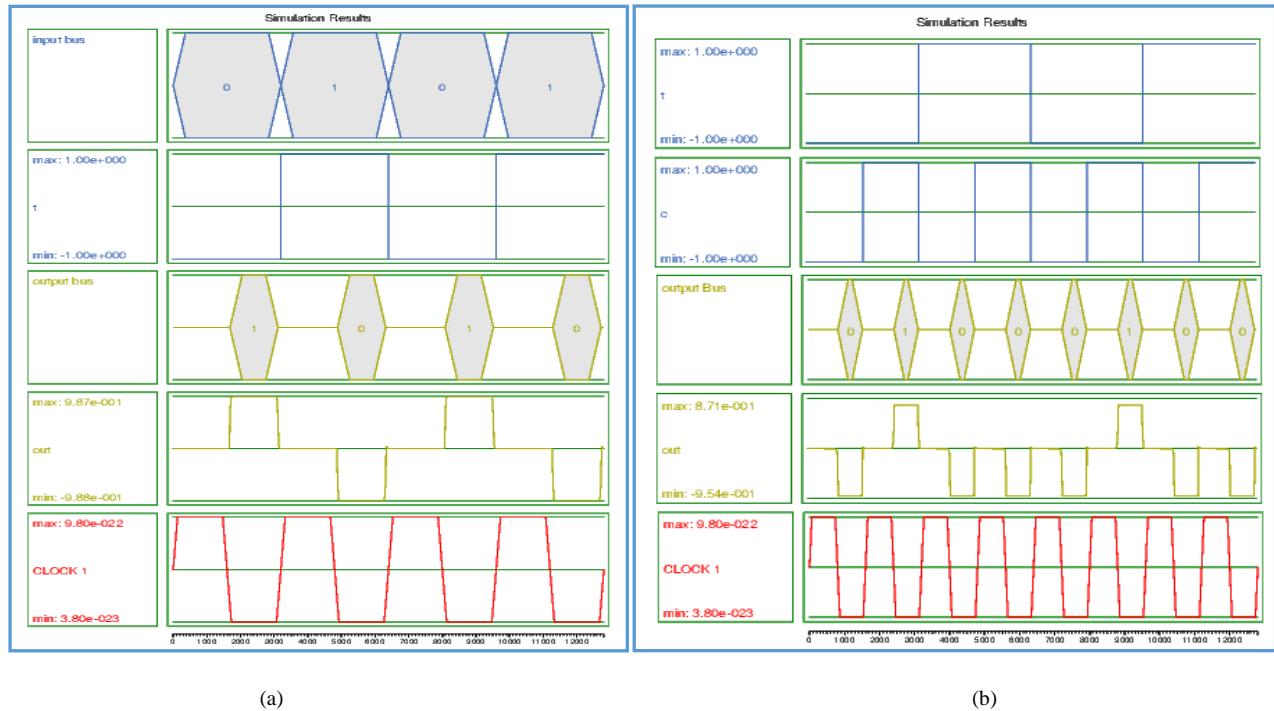 Simulation Results
input bus
0 1 0 1
max: 1.00e+000
t
min: -1.00e+000
output bus
1 0 1 0
max: 9.87e-001
out
min: -9.88e-001
max: 9.80e-022
CLOCK 1
min: 3.80e-023
0 1000 2000 3000 4000 5000 6000 7000 8000 9000 10000 11000 12000
(a)
Simulation Results
max: 1.00e+000
t
min: -1.00e+000
max: 1.00e+000
c
min: -1.00e+000
output Bus
0 1 0 0 0 1 0 0
max: 8.71e-001
out
min: -9.54e-001
max: 9.80e-022
CLOCK 1
min: 3.80e-023
0 1000 2000 3000 4000 5000 6000 7000 8000 9000 10000 11000 12000
(b)